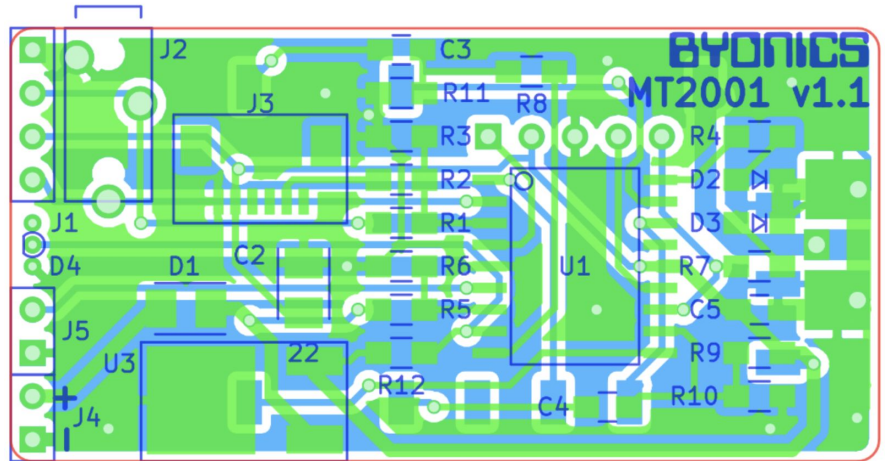 BYONICS
MT2001 v1.1
J2
C3
J3
R11
R8
R3
R4
R2
D2
J1
R1
D3
D4
C2
D1
R6
U1
R7
J5
R5
C5
U3
22
R9
R12
J4
C4
R10
+
-